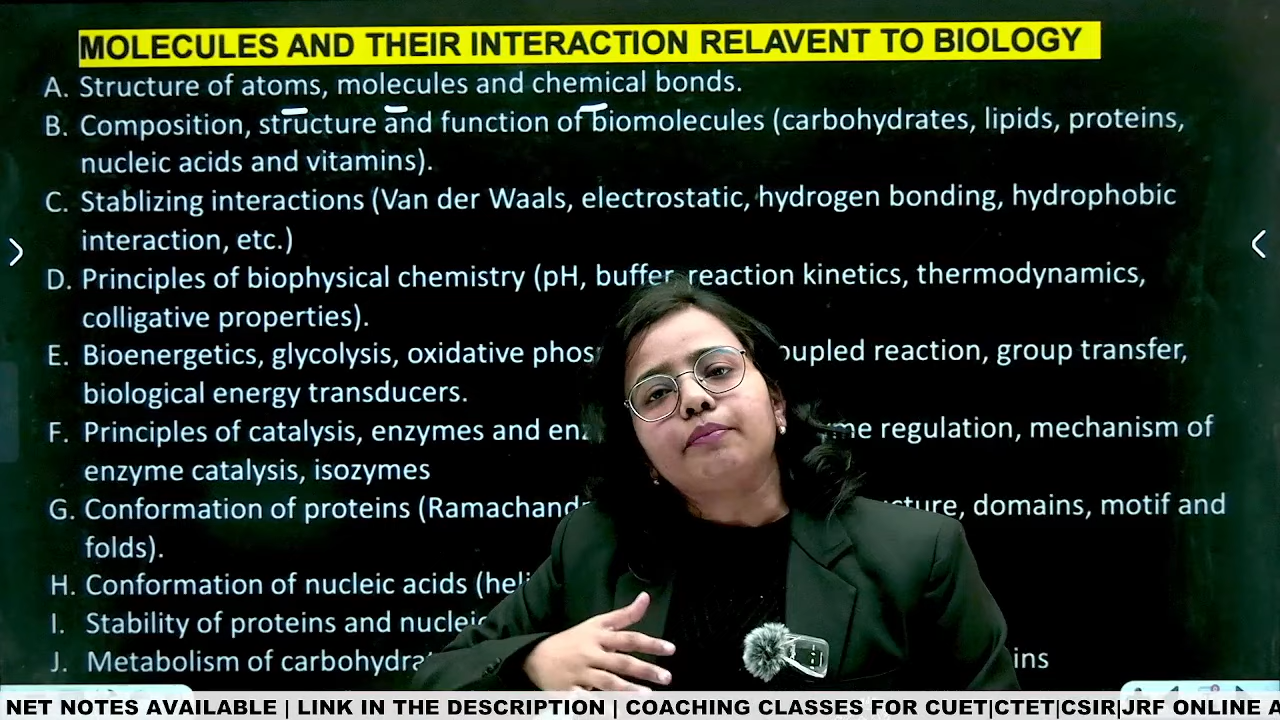 MOLECULES AND THEIR INTERACTION RELAVENT TO BIOLOGY
A. Structure of atoms, molecules and chemical bonds.
B. Composition, structure and function of biomolecules (carbohydrates, lipids, proteins,
nucleic acids and vitamins).
C. Stablizing interactions (Van der Waals, electrostatic, hydrogen bonding, hydrophobic
interaction, etc.)
D. Principles of biophysical chemistry (pH, buffer, reaction kinetics, thermodynamics,
colligative properties).
E. Bioenergetics, glycolysis, oxidative phos oupled reaction, group transfer,
biological energy transducers.
F. Principles of catalysis, enzymes and en me regulation, mechanism of
enzyme catalysis, isozymes
G. Conformation of proteins (Ramachand cture, domains, motif and
folds).
H. Conformation of nucleic acids (heli
I. Stability of proteins and nucleic
J. Metabolism of carbohydra ins
NET NOTES AVAILABLE | LINK IN THE DESCRIPTION | COACHING CLASSES FOR CUET|CTET|CSIR|JRF ONLINE A